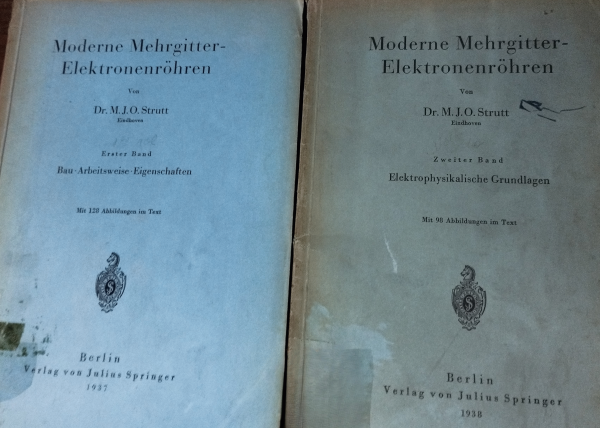 Moderne Mehrgitter-
Elektronenröhren
Von
Dr. M.J.O. Strutt
Eindhoven
Erster Band
Bau · Arbeitsweise · Eigenschaften
Mit 128 Abbildungen im Text
Berlin
Verlag von Julius Springer
1937
Moderne Mehrgitter-
Elektronenröhren
Von
Dr. M.J.O. Strutt
Eindhoven
Zweiter Band
Elektrophysikalische Grundlagen
Mit 90 Abbildungen im Text
Berlin
Verlag von Julius Springer
1938